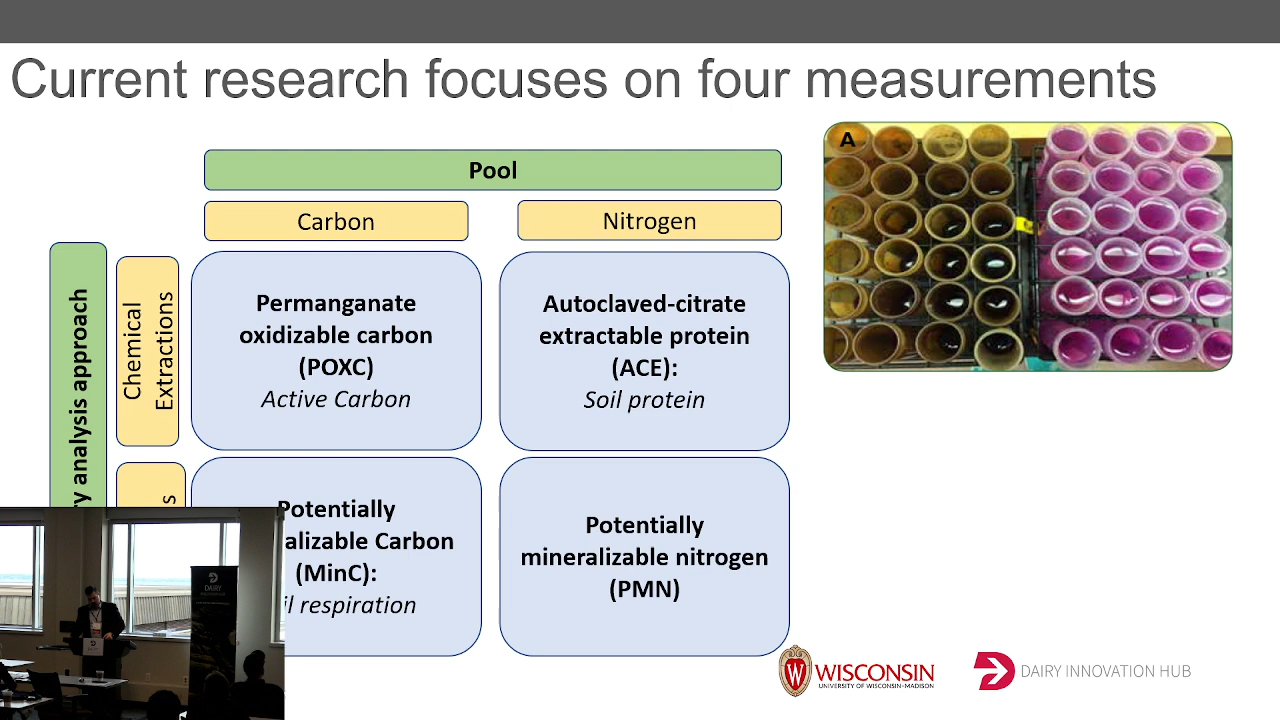 Current research focuses on four measurements
Pool
Carbon
Nitrogen
analysis approach
Chemical
Extractions
Permanganate
oxidizable carbon
(POXC)
Active Carbon
Autoclaved-citrate
extractable protein
(ACE):
Soil protein
Potentially
alizable Carbon
(MinC):
il respiration
Potentially
mineralizable nitrogen
(PMN)
A
DAIRY
WISCONSIN
UNIVERSITY OF WISCONSIN-MADISON
DAIRY INNOVATION HUB